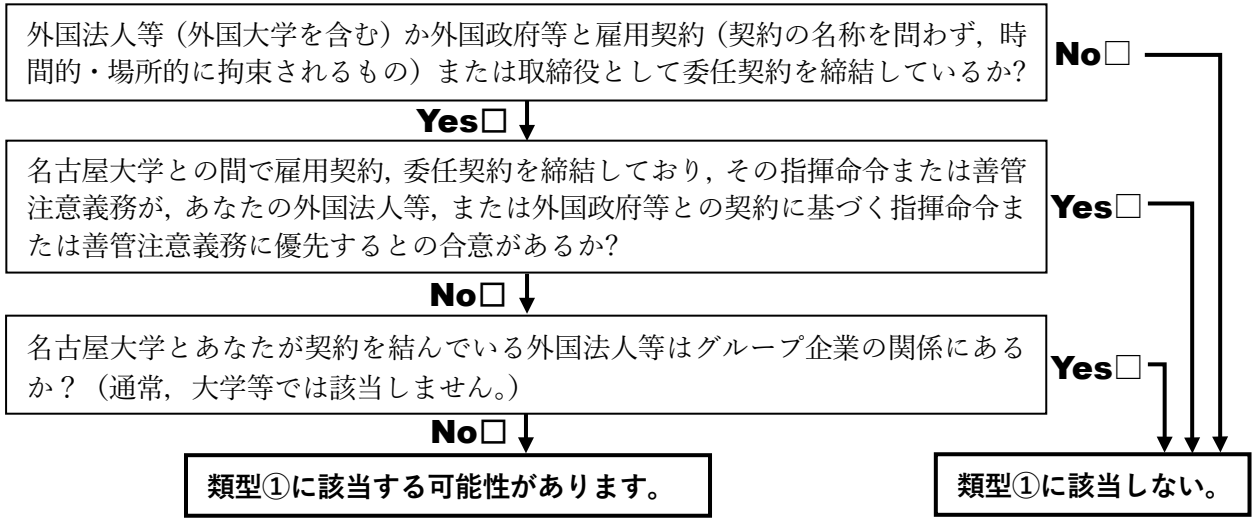 外国法人等（外国大学を含む）か外国政府等と雇用契約（契約の名称を問わず，時
間的・場所的に拘束されるもの）または取締役として委任契約を締結しているか?
No□
Yes□
名古屋大学との間で雇用契約，委任契約を締結しており，その指揮命令または善管
注意義務が，あなたの外国法人等，または外国政府等との契約に基づく指揮命令ま
たは善管注意義務に優先するとの合意があるか?
Yes□
No□
名古屋大学とあなたが契約を結んでいる外国法人等はグループ企業の関係にある
か？（通常，大学等では該当しません。）
Yes□
No□
類型①に該当する可能性があります。
類型①に該当しない。